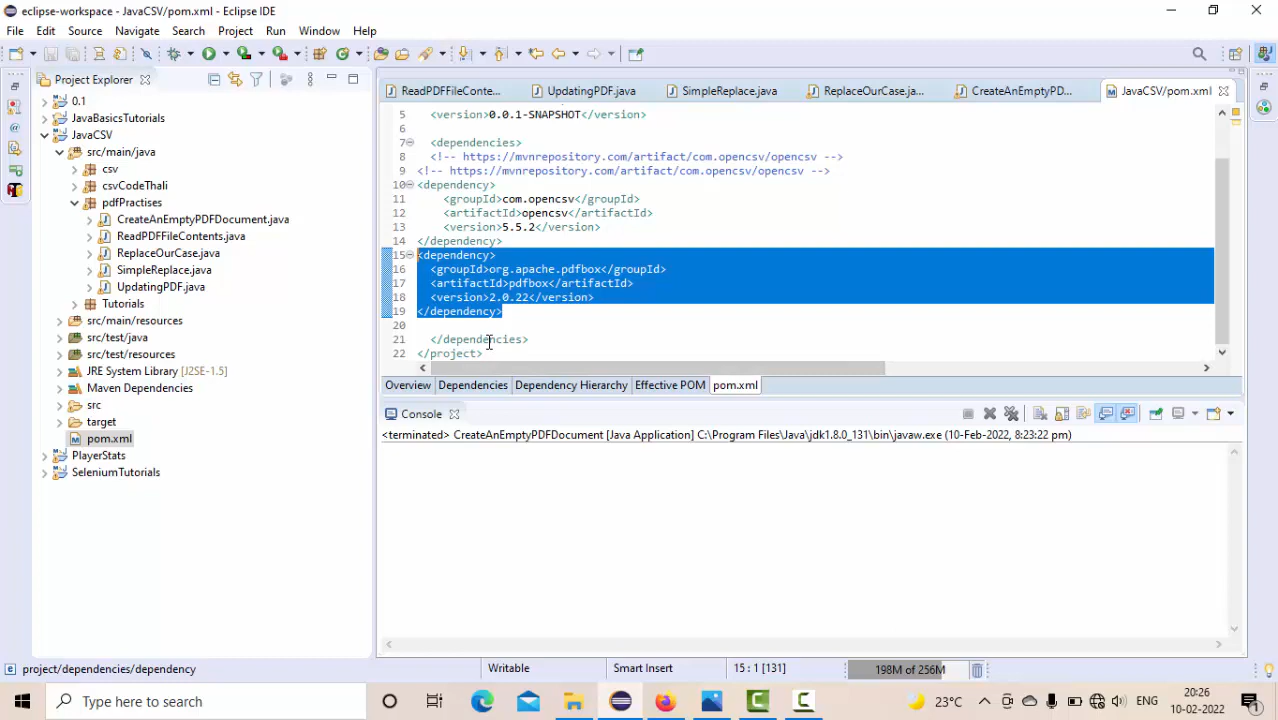 eclipse-workspace - JavaCSV/pom.xml - Eclipse IDE
File Edit Source Navigate Search Project Run Window Help
Project Explorer
0.1
JavaBasicsTutorials
JavaCSV
src/main/java
csv
csvCodeThali
pdfPractises
CreateAnEmptyPDFDocument.java
ReadPDFFileContents.java
ReplaceOurCase.java
SimpleReplace.java
UpdatingPDF.java
Tutorials
src/main/resources
src/test/java
src/test/resources
JRE System Library [J2SE-1.5]
Maven Dependencies
src
target
pom.xml
PlayerStats
SeleniumTutorials
ReadPDFFileConte... UpdatingPDF.java SimpleReplace.java ReplaceOurCase.ja... CreateAnEmptyPD... JavaCSV/pom.xml
5 <version>0.0.1-SNAPSHOT</version>
6
7 <dependencies>
8 <!-- https://mvnrepository.com/artifact/com.opencsv/opencsv -->
9 <!-- https://mvnrepository.com/artifact/com.opencsv/opencsv -->
10 <dependency>
11 <groupId>com.opencsv</groupId>
12 <artifactId>opencsv</artifactId>
13 <version>5.5.2</version>
14 </dependency>
15 <dependency>
16 <groupId>org.apache.pdfbox</groupId>
17 <artifactId>pdfbox</artifactId>
18 <version>2.0.22</version>
19 </dependency>
20
21 </dependencies>
22 </project>
Overview Dependencies Dependency Hierarchy Effective POM pom.xml
Console
<terminated> CreateAnEmptyPDFDocument [Java Application] C:\Program Files\Java\jdk1.8.0_131\bin\javaw.exe (10-Feb-2022, 8:23:22 pm)
project/dependencies/dependency Writable Smart Insert 15 : 1 [131] 198M of 256M
Type here to search 23°C ENG 20:26
10-02-2022